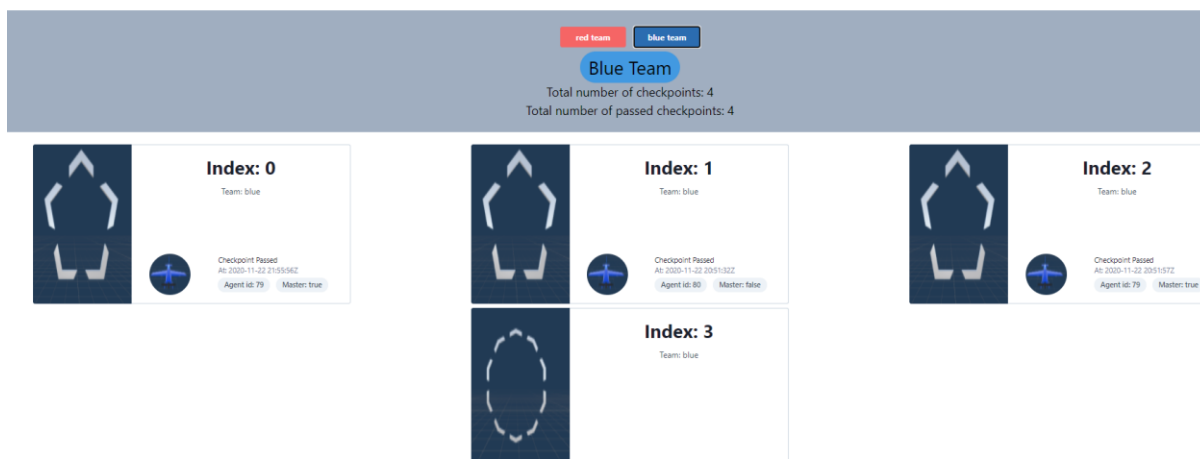 red team
blue team
Blue Team
Total number of checkpoints: 4
Total number of passed checkpoints: 4
Index: 0
Team: blue
Checkpoint Passed
At: 2020-11-22 21:55:56Z
Agent id: 79
Master: true
Index: 1
Team: blue
Checkpoint Passed
At: 2020-11-22 20:51:32Z
Agent id: 80
Master: false
Index: 2
Team: blue
Checkpoint Passed
At: 2020-11-22 20:51:57Z
Agent id: 79
Master: true
Index: 3
Team: blue